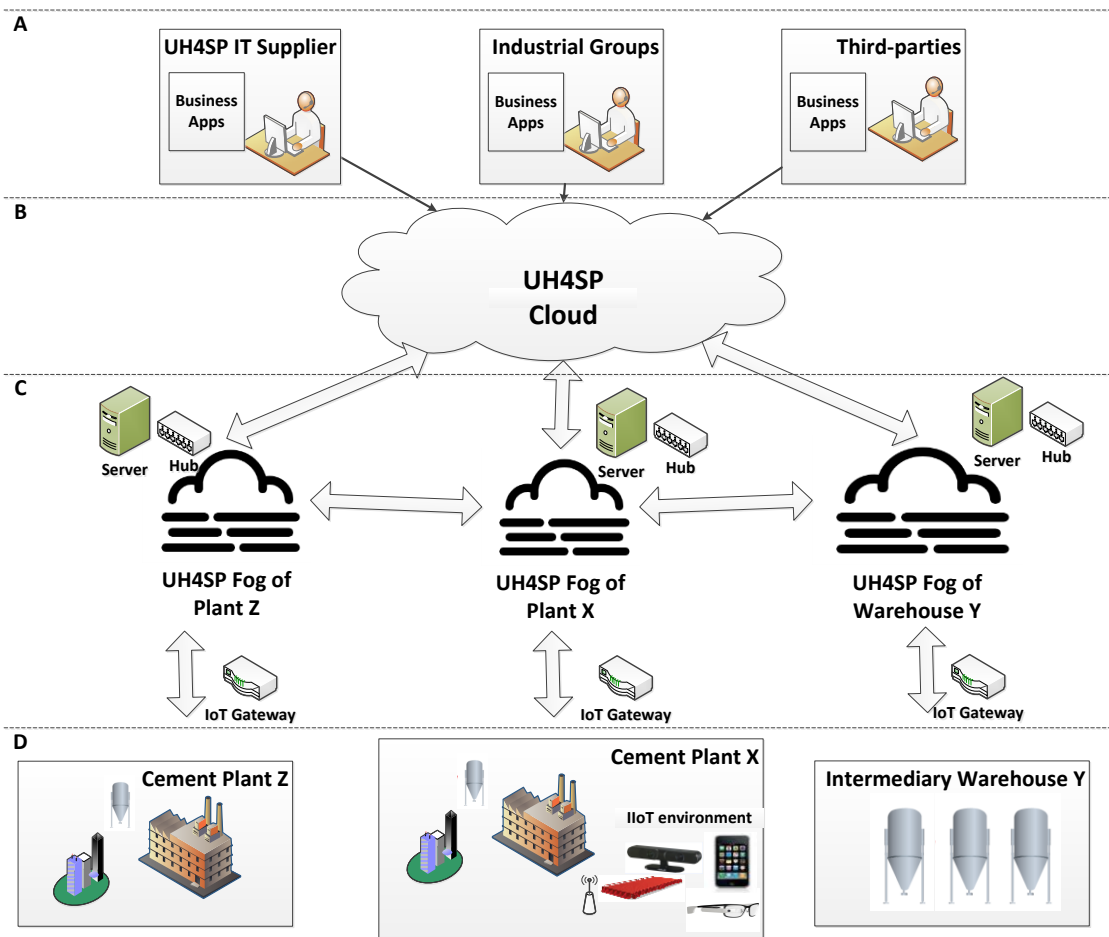 A
UH4SP IT Supplier
Business
Apps
Industrial Groups
Business
Apps
Third-parties
Business
Apps
B
UH4SP
Cloud
C
Server
Hub
Server
Hub
Server
Hub
UH4SP Fog of
Plant Z
UH4SP Fog of
Plant X
UH4SP Fog of
Warehouse Y
IoT Gateway
IoT Gateway
IoT Gateway
D
Cement Plant Z
Cement Plant X
IIoT environment
Intermediary Warehouse Y